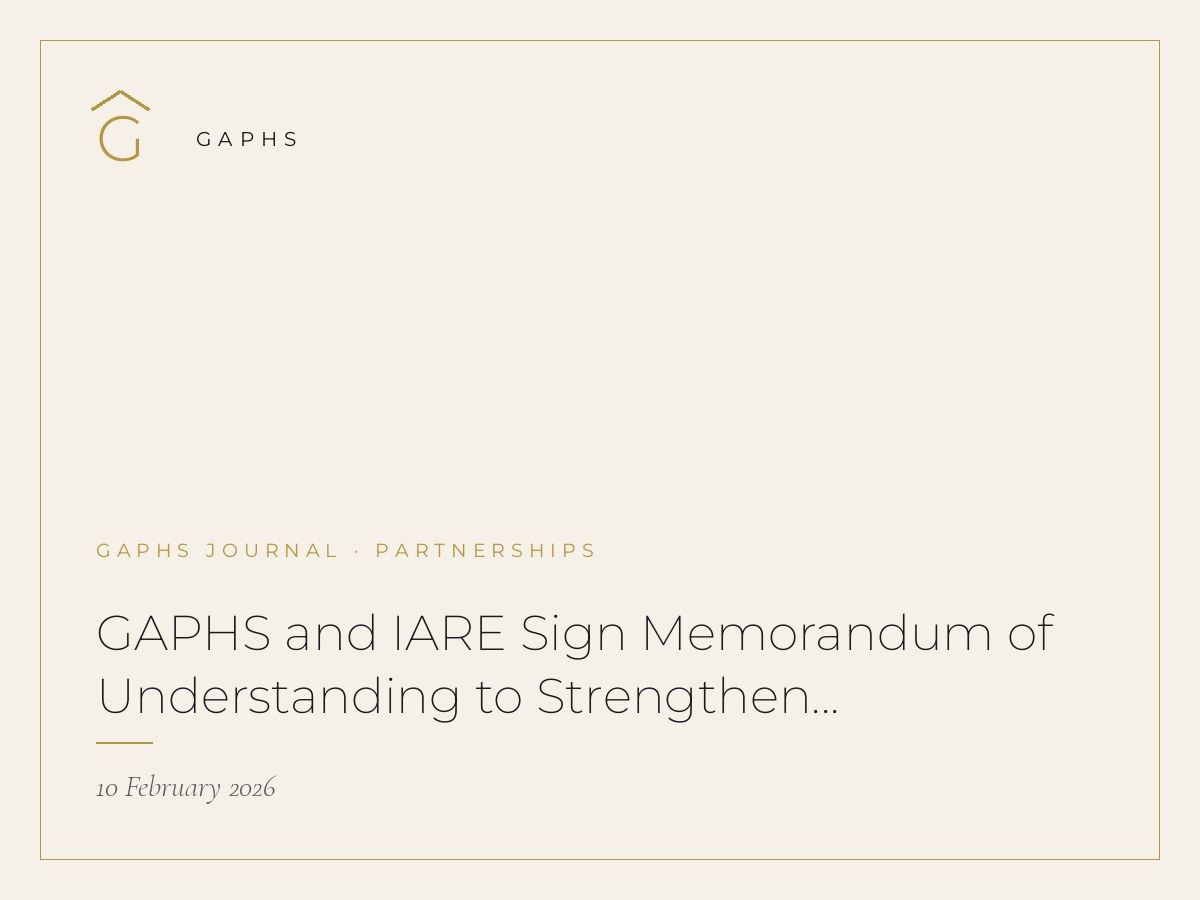 G
GAPHS
GAPHS JOURNAL · PARTNERSHIPS
GAPHS and IARE Sign Memorandum of
Understanding to Strengthen...
10 February 2026